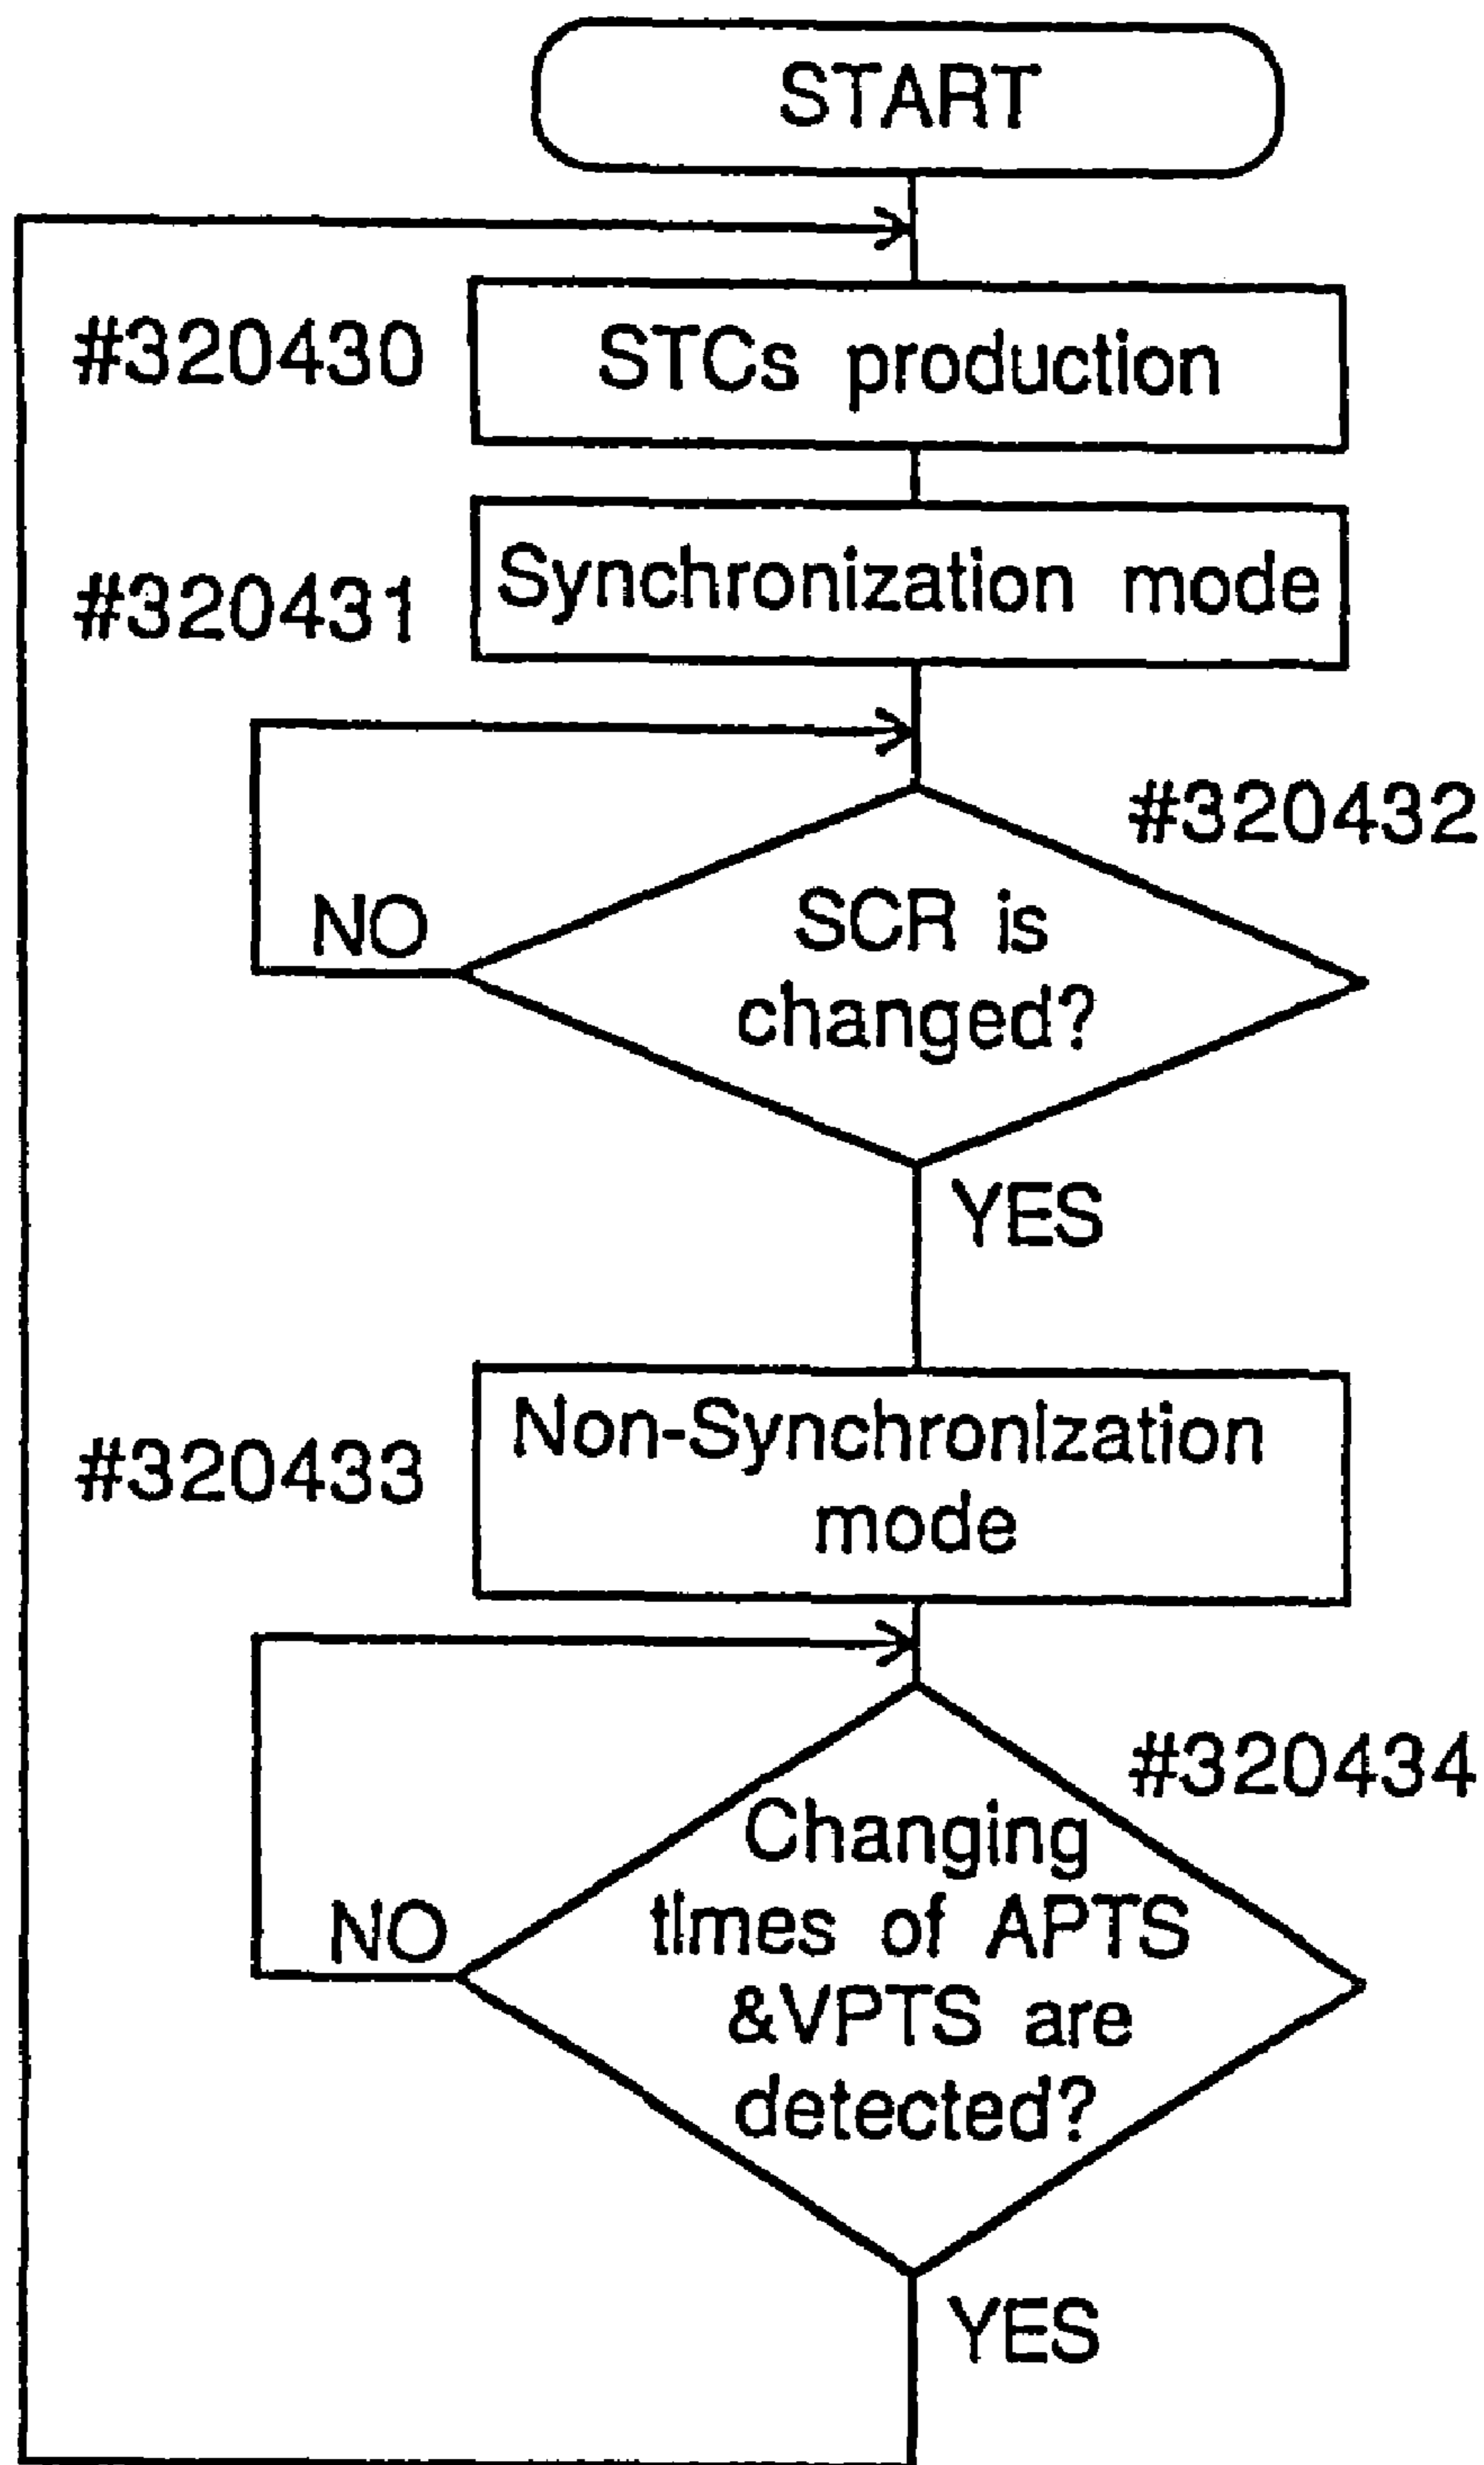 START
#320430
STCs production
Synchronization mode
#320431
#320432
NO
SCR is
changed?
YES
Non-Synchronization
#320433
mode
#320434
Changing
times of APTS
NO
&VPTS are
detected?
YES